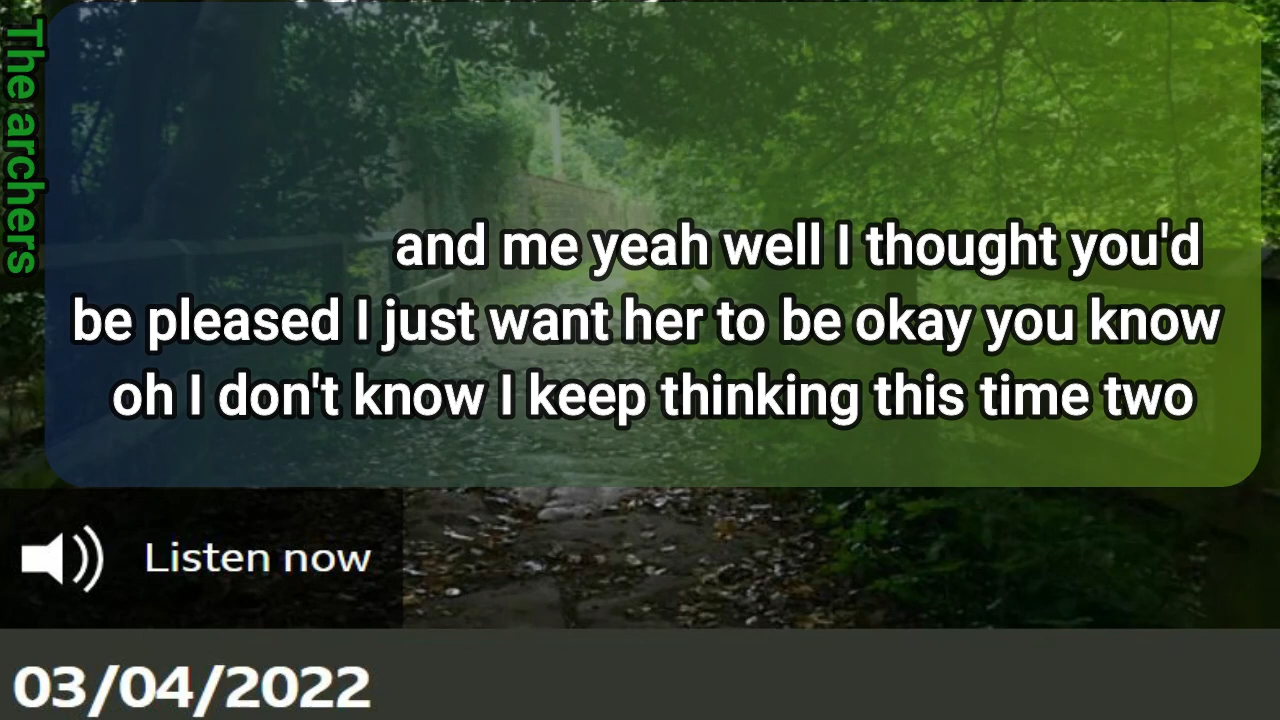 The archers
and me yeah well I thought you'd
be pleased I just want her to be okay you know
oh I don't know I keep thinking this time two
Listen now
03/04/2022